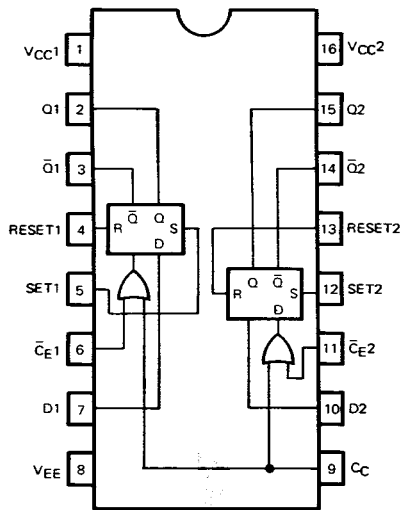 VCC1 1 16 VCC2
Q1 2 15 Q2
Q̅1 3 14 Q̅2
RESET1 4 13 RESET2
Q̅ Q
R S
D
SET1 5 12 SET2
Q Q̅
R S
D
C̅E1 6 11 C̅E2
D1 7 10 D2
VEE 8 9 CC